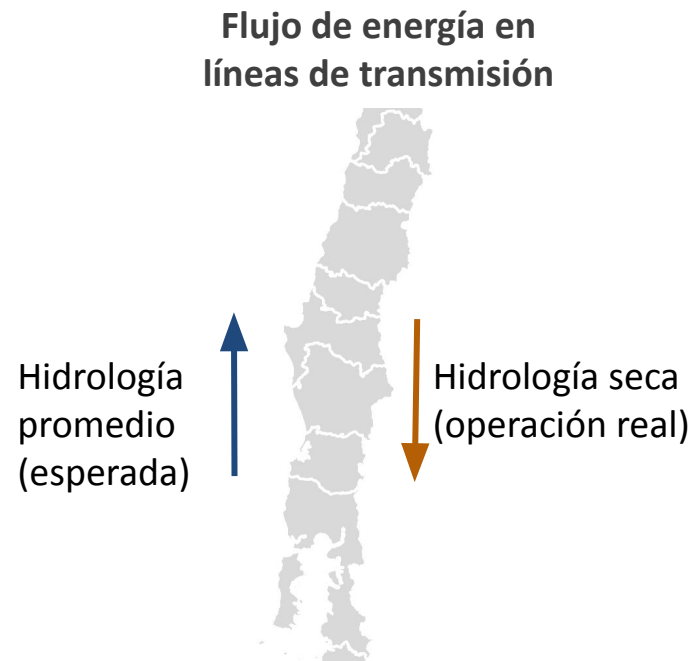 Flujo de energía en
líneas de transmisión
Hidrología
promedio
(esperada)
Hidrología seca
(operación real)